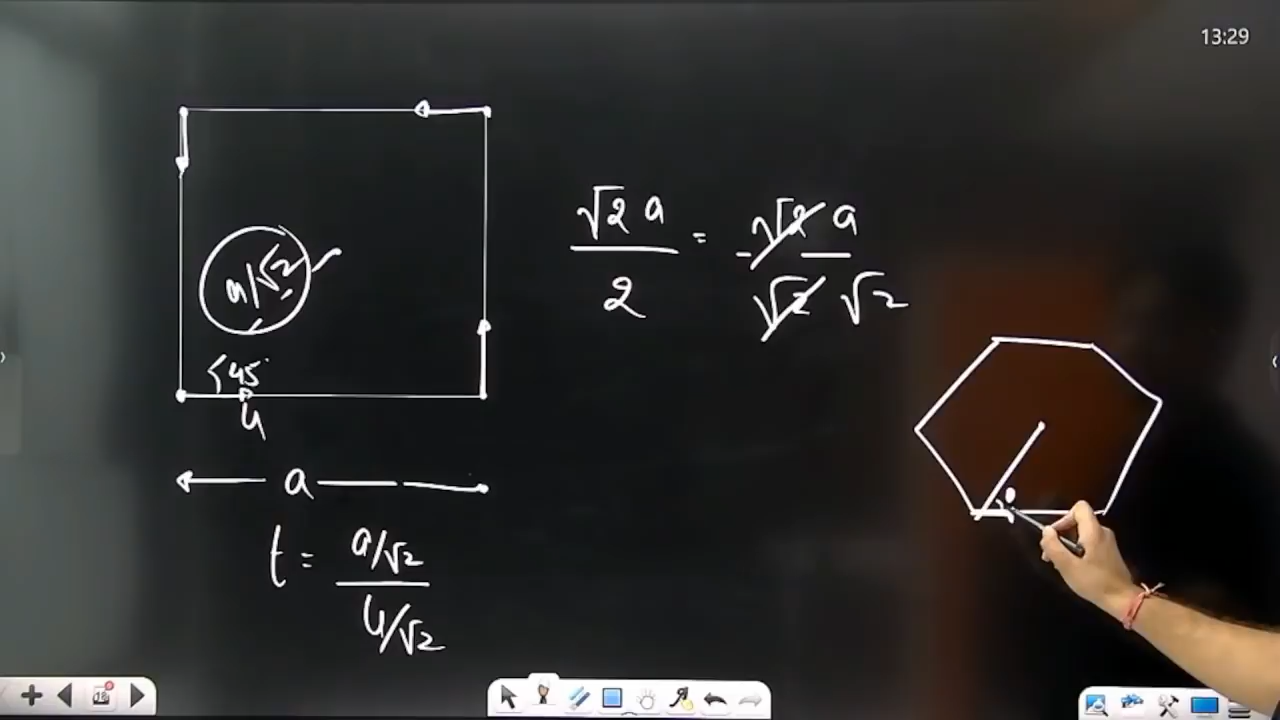 13:29
√2 a / 2 = √2 a / √2 √2
a/√2
45
u
a
t = a/√2 / u/√2